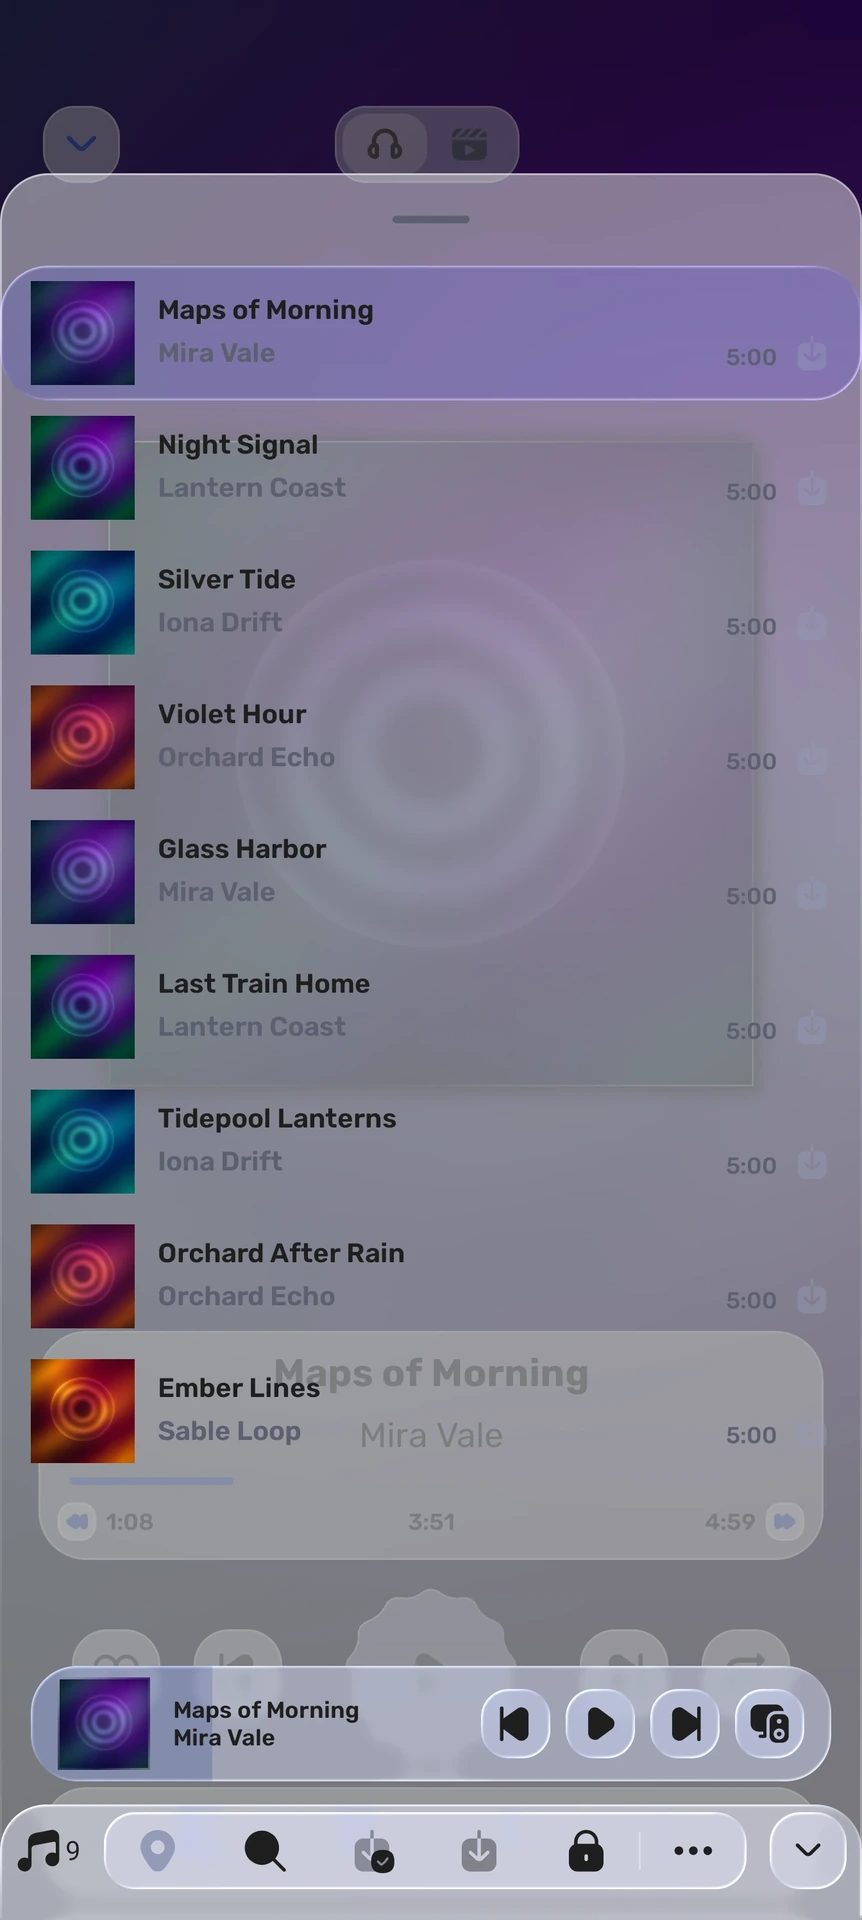 Maps of Morning
Mira Vale
5:00
Night Signal
Lantern Coast
5:00
Silver Tide
Iona Drift
5:00
Violet Hour
Orchard Echo
5:00
Glass Harbor
Mira Vale
5:00
Last Train Home
Lantern Coast
5:00
Tidepool Lanterns
Iona Drift
5:00
Orchard After Rain
Orchard Echo
5:00
Maps of Morning
Ember Lines
Sable Loop
Mira Vale
5:00
1:08
3:51
4:59
Maps of Morning
Mira Vale
9